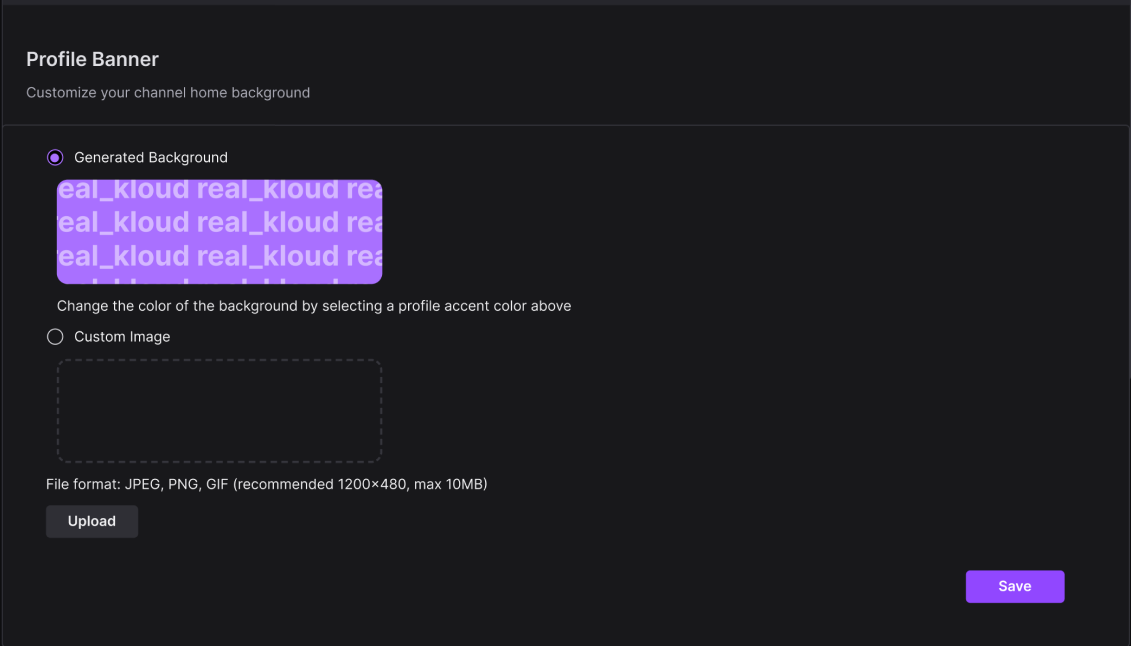 Profile Banner
Customize your channel home background
Generated Background
eal_kloud real_kloud rea
real_kloud real_kloud rea
real_kloud real_kloud rea
Change the color of the background by selecting a profile accent color above
Custom Image
File format: JPEG, PNG, GIF (recommended 1200×480, max 10MB)
Upload
Save